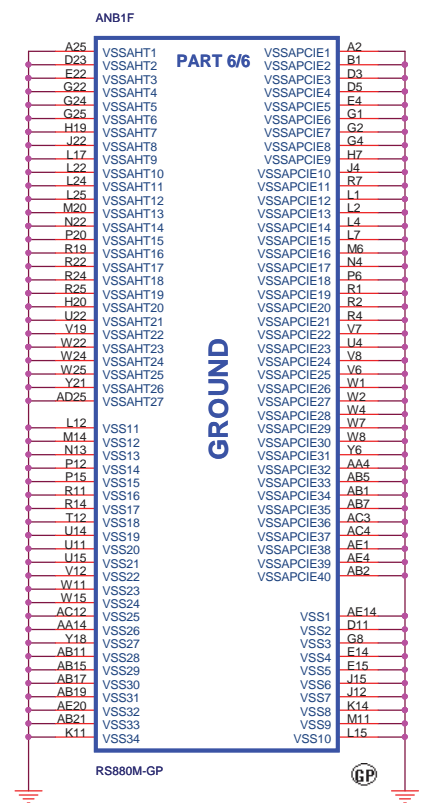 ANB1F
PART 6/6
A25 VSSAHT1 VSSAPCIE1 A2
D23 VSSAHT2 VSSAPCIE2 B1
E22 VSSAHT3 VSSAPCIE3 D3
G22 VSSAHT4 VSSAPCIE4 D5
G24 VSSAHT5 VSSAPCIE5 E4
G25 VSSAHT6 VSSAPCIE6 G1
H19 VSSAHT7 VSSAPCIE7 G2
J22 VSSAHT8 VSSAPCIE8 G4
L17 VSSAHT9 VSSAPCIE9 H7
L22 VSSAHT10 VSSAPCIE10 J4
L24 VSSAHT11 VSSAPCIE11 R7
L25 VSSAHT12 VSSAPCIE12 L1
M20 VSSAHT13 VSSAPCIE13 L2
N22 VSSAHT14 VSSAPCIE14 L4
P20 VSSAHT15 VSSAPCIE15 L7
R19 VSSAHT16 VSSAPCIE16 M6
R22 VSSAHT17 VSSAPCIE17 N4
R24 VSSAHT18 VSSAPCIE18 P6
R25 VSSAHT19 VSSAPCIE19 R1
H20 VSSAHT20 VSSAPCIE20 R2
U22 VSSAHT21 VSSAPCIE21 R4
V19 VSSAHT22 VSSAPCIE22 V7
W22 VSSAHT23 VSSAPCIE23 U4
W24 VSSAHT24 VSSAPCIE24 V8
W25 VSSAHT25 VSSAPCIE25 V6
Y21 VSSAHT26 VSSAPCIE26 W1
AD25 VSSAHT27 VSSAPCIE27 W2
VSSAPCIE28 W4
L12 VSS11 VSSAPCIE29 W7
M14 VSS12 VSSAPCIE30 W8
N13 VSS13 VSSAPCIE31 Y6
P12 VSS14 VSSAPCIE32 AA4
P15 VSS15 VSSAPCIE33 AB5
R11 VSS16 VSSAPCIE34 AB1
R14 VSS17 VSSAPCIE35 AB7
T12 VSS18 VSSAPCIE36 AC3
U14 VSS19 VSSAPCIE37 AC4
U11 VSS20 VSSAPCIE38 AE1
U15 VSS21 VSSAPCIE39 AE4
V12 VSS22 VSSAPCIE40 AB2
W11 VSS23
W15 VSS24
AC12 VSS25 VSS1 AE14
AA14 VSS26 VSS2 D11
Y18 VSS27 VSS3 G8
AB11 VSS28 VSS4 E14
AB15 VSS29 VSS5 E15
AB17 VSS30 VSS6 J15
AB19 VSS31 VSS7 J12
AE20 VSS32 VSS8 K14
AB21 VSS33 VSS9 M11
K11 VSS34 VSS10 L15
GROUND
RS880M-GP
GP